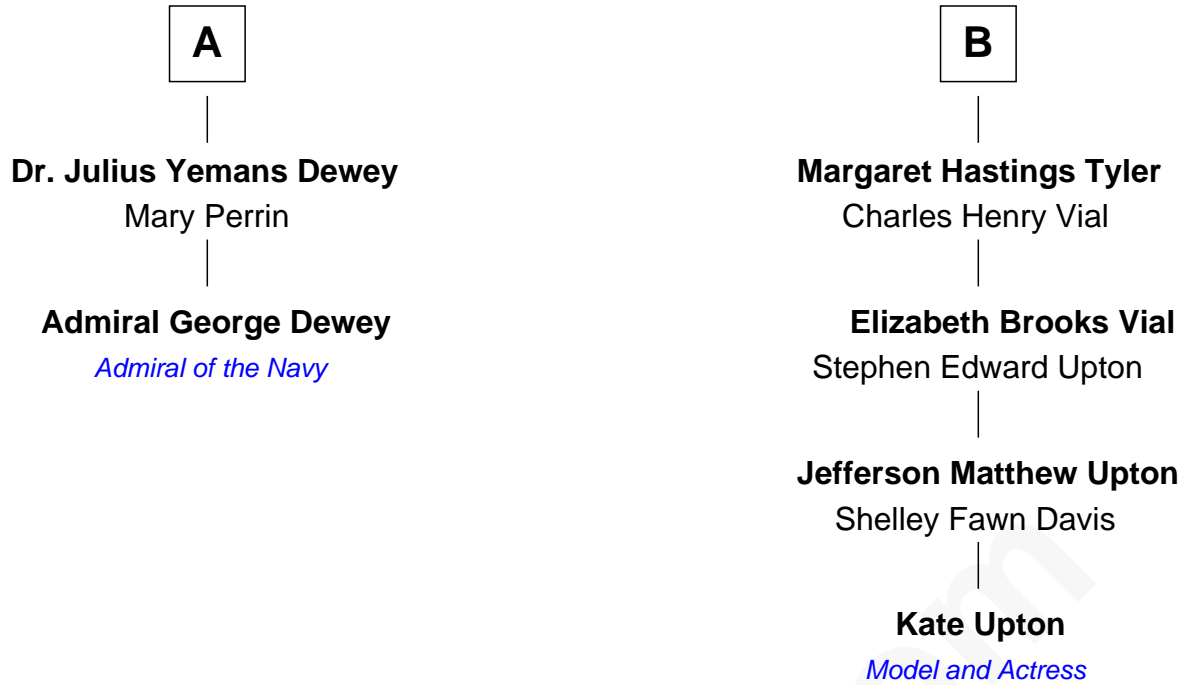 A
Dr. Julius Yemans Dewey
Mary Perrin
Admiral George Dewey
Admiral of the Navy
B
Margaret Hastings Tyler
Charles Henry Vial
Elizabeth Brooks Vial
Stephen Edward Upton
Jefferson Matthew Upton
Shelley Fawn Davis
Kate Upton
Model and Actress